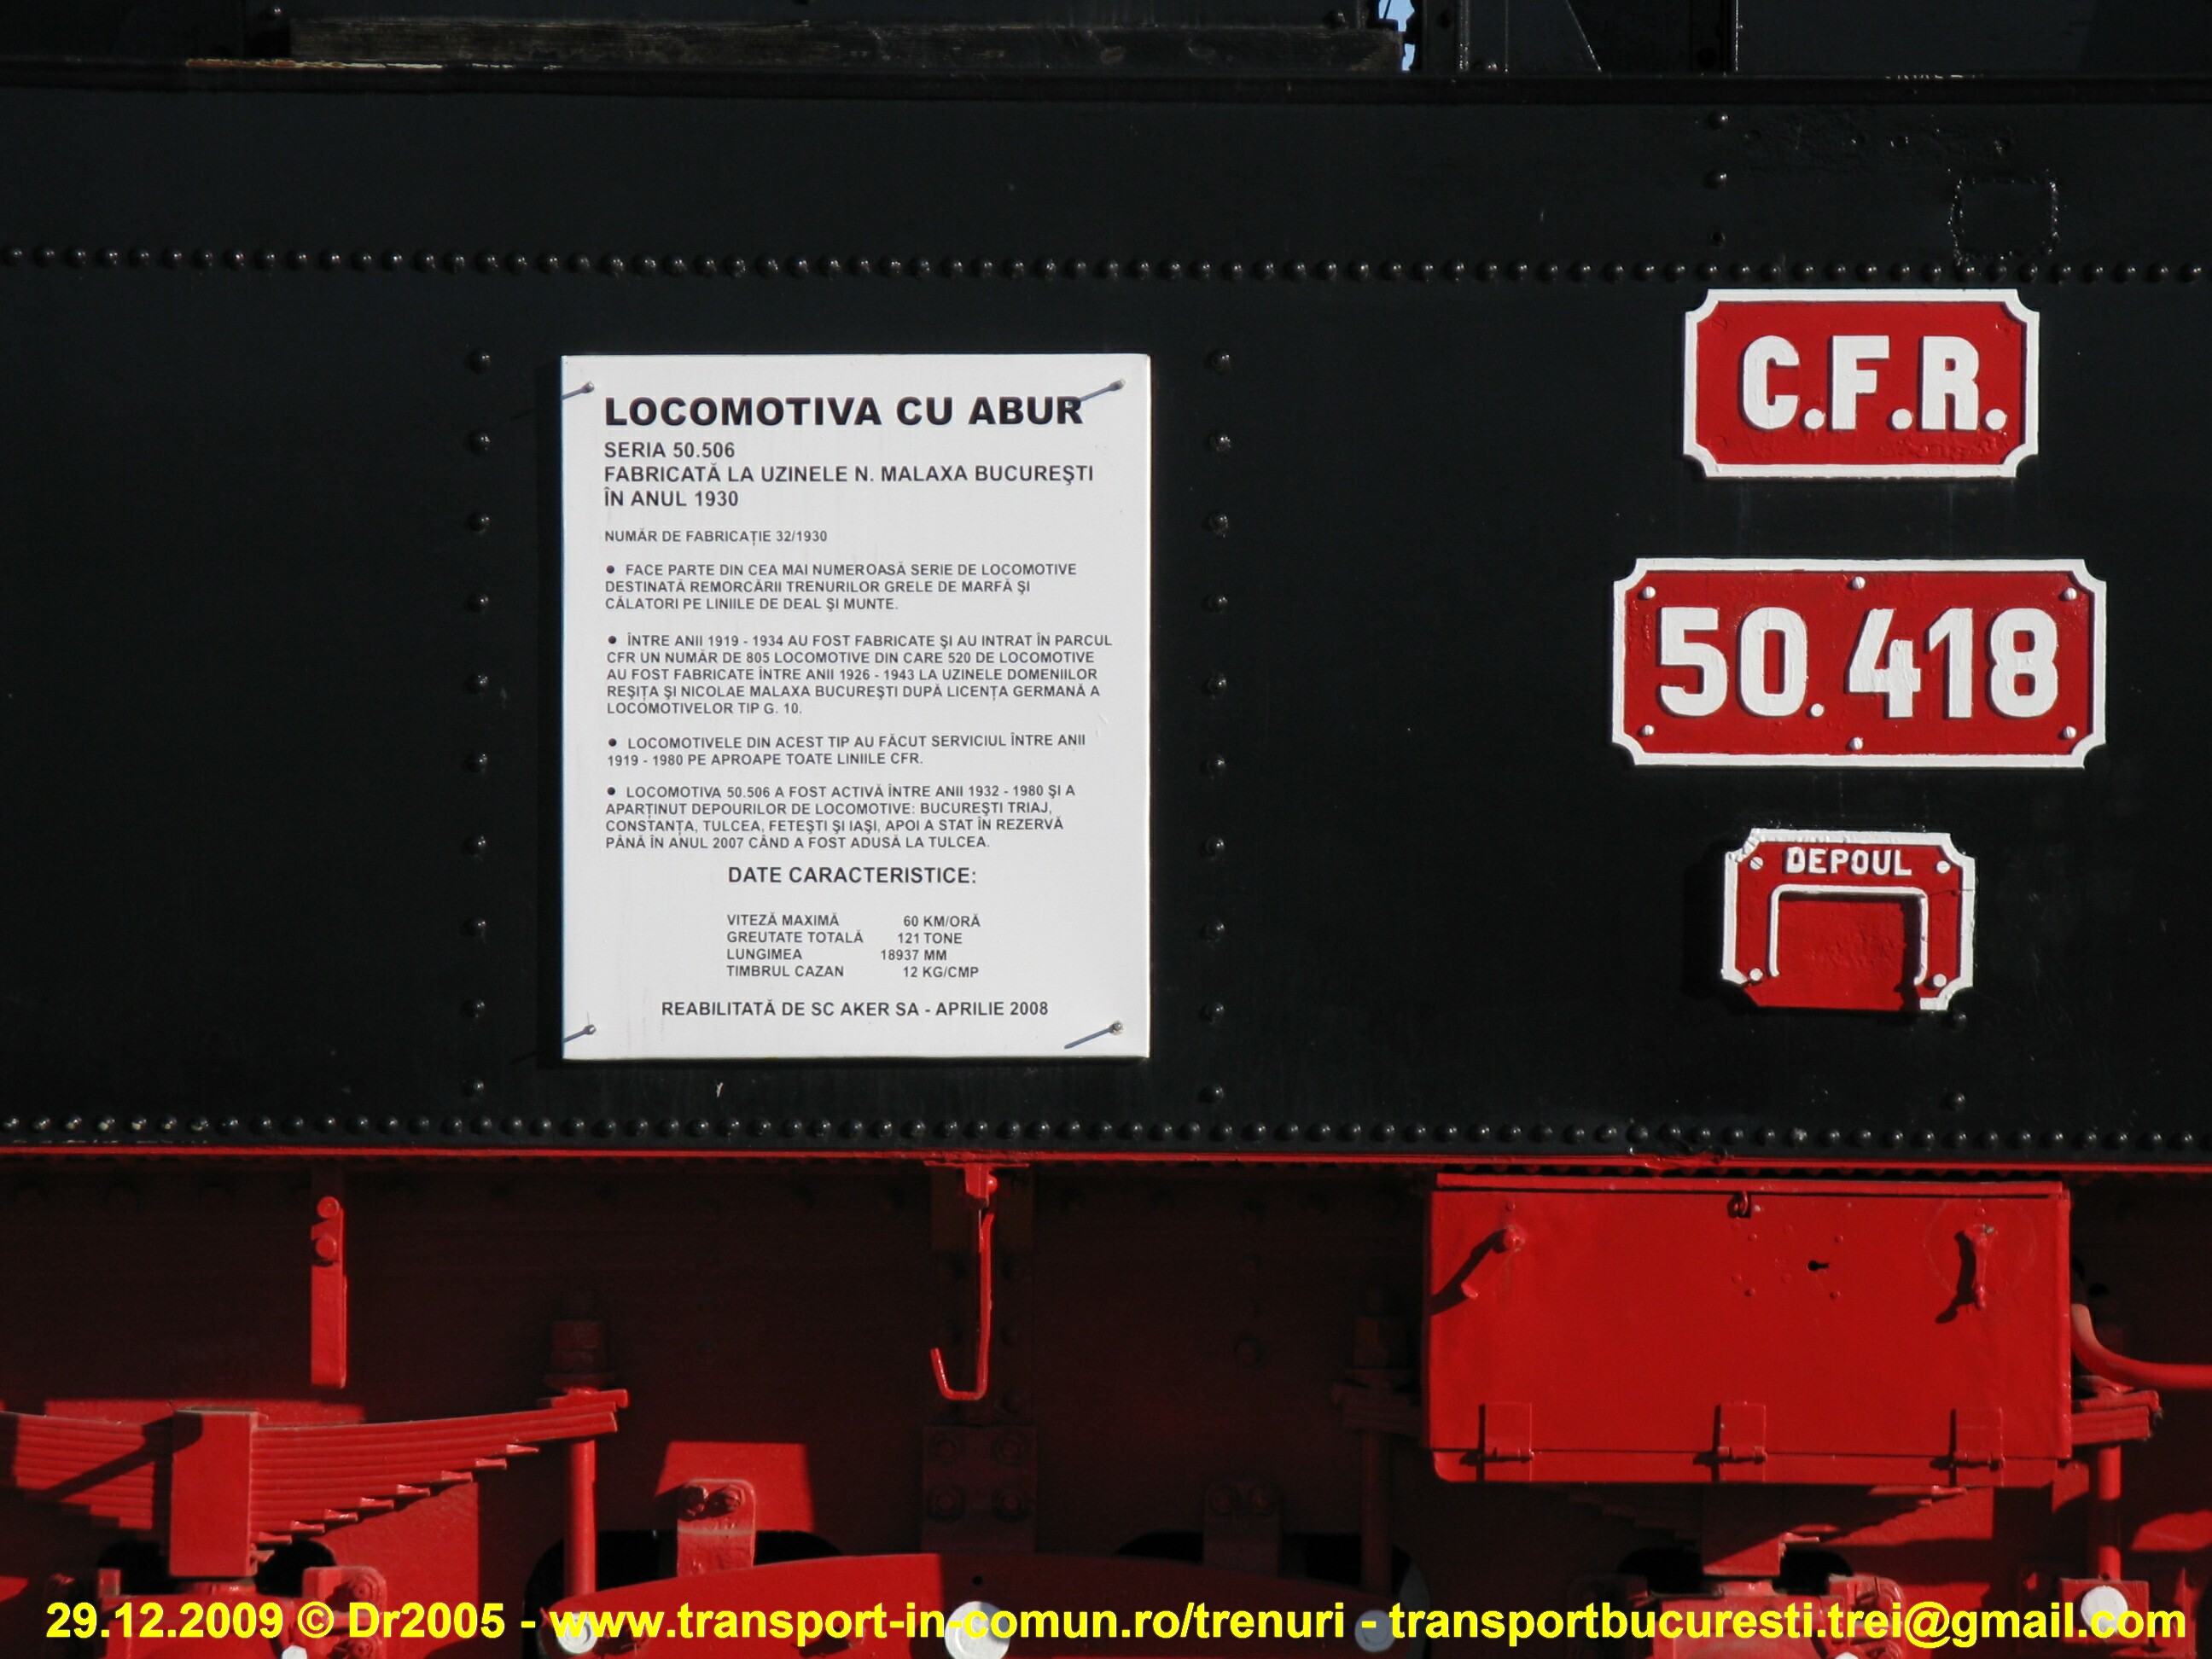 LOCOMOTIVA CU ABUR
SERIA 50.506
FABRICATĂ LA UZINELE N. MALAXA BUCUREŞTI
ÎN ANUL 1930
NUMĂR DE FABRICAŢIE 32/1930
● FACE PARTE DIN CEA MAI NUMEROASĂ SERIE DE LOCOMOTIVE
DESTINATĂ REMORCĂRII TRENURILOR GRELE DE MARFĂ ŞI
CĂLATORI PE LINIILE DE DEAL ŞI MUNTE.
● ÎNTRE ANII 1919 - 1934 AU FOST FABRICATE ŞI AU INTRAT ÎN PARCUL
CFR UN NUMĂR DE 805 LOCOMOTIVE DIN CARE 520 DE LOCOMOTIVE
AU FOST FABRICATE ÎNTRE ANII 1926 - 1943 LA UZINELE DOMENIILOR
REŞIŢA ŞI NICOLAE MALAXA BUCUREŞTI DUPĂ LICENŢA GERMANĂ A
LOCOMOTIVELOR TIP G. 10.
● LOCOMOTIVELE DIN ACEST TIP AU FĂCUT SERVICIUL ÎNTRE ANII
1919 - 1980 PE APROAPE TOATE LINIILE CFR.
● LOCOMOTIVA 50.506 A FOST ACTIVĂ ÎNTRE ANII 1932 - 1980 ŞI A
APARŢINUT DEPOURILOR DE LOCOMOTIVE: BUCUREŞTI TRIAJ,
CONSTANŢA, TULCEA, FETEŞTI ŞI IAŞI, APOI A STAT ÎN REZERVĂ
PÂNĂ ÎN ANUL 2007 CÂND A FOST ADUSĂ LA TULCEA.
DATE CARACTERISTICE:
VITEZĂ MAXIMĂ 60 KM/ORĂ
GREUTATE TOTALĂ 121 TONE
LUNGIMEA 18937 MM
TIMBRUL CAZAN 12 KG/CMP
REABILITATĂ DE SC AKER SA - APRILIE 2008
C.F.R.
50.418
DEPOUL
29.12.2009 © Dr2005 - www.transport-in-comun.ro/trenuri - transportbucuresti.trei@gmail.com